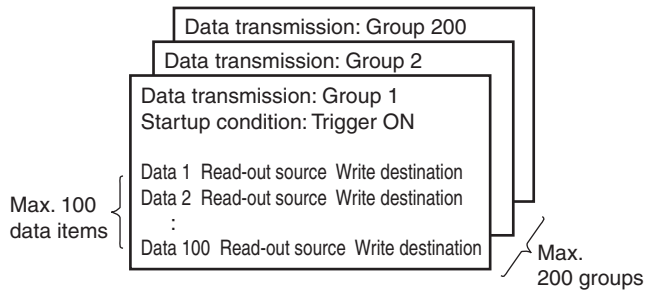 Data transmission: Group 200
Data transmission: Group 2
Data transmission: Group 1
Startup condition: Trigger ON
Data 1 Read-out source Write destination
Data 2 Read-out source Write destination
:
Data 100 Read-out source Write destination
Max. 100
data items
Max.
200 groups